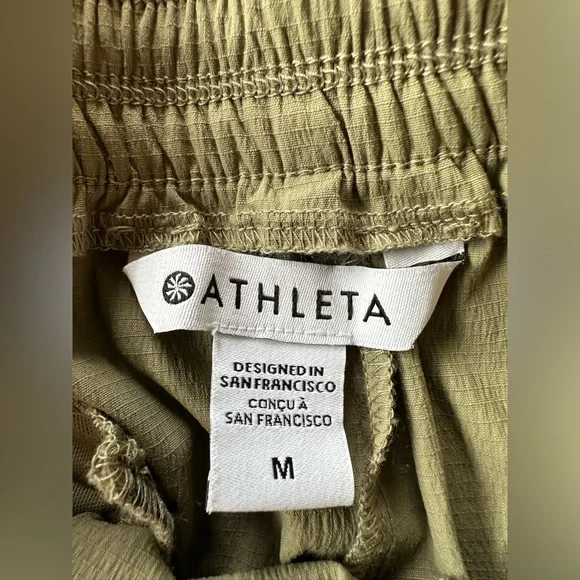 ATHLETA
DESIGNED IN
SAN FRANCISCO
CONÇU À
SAN FRANCISCO
M